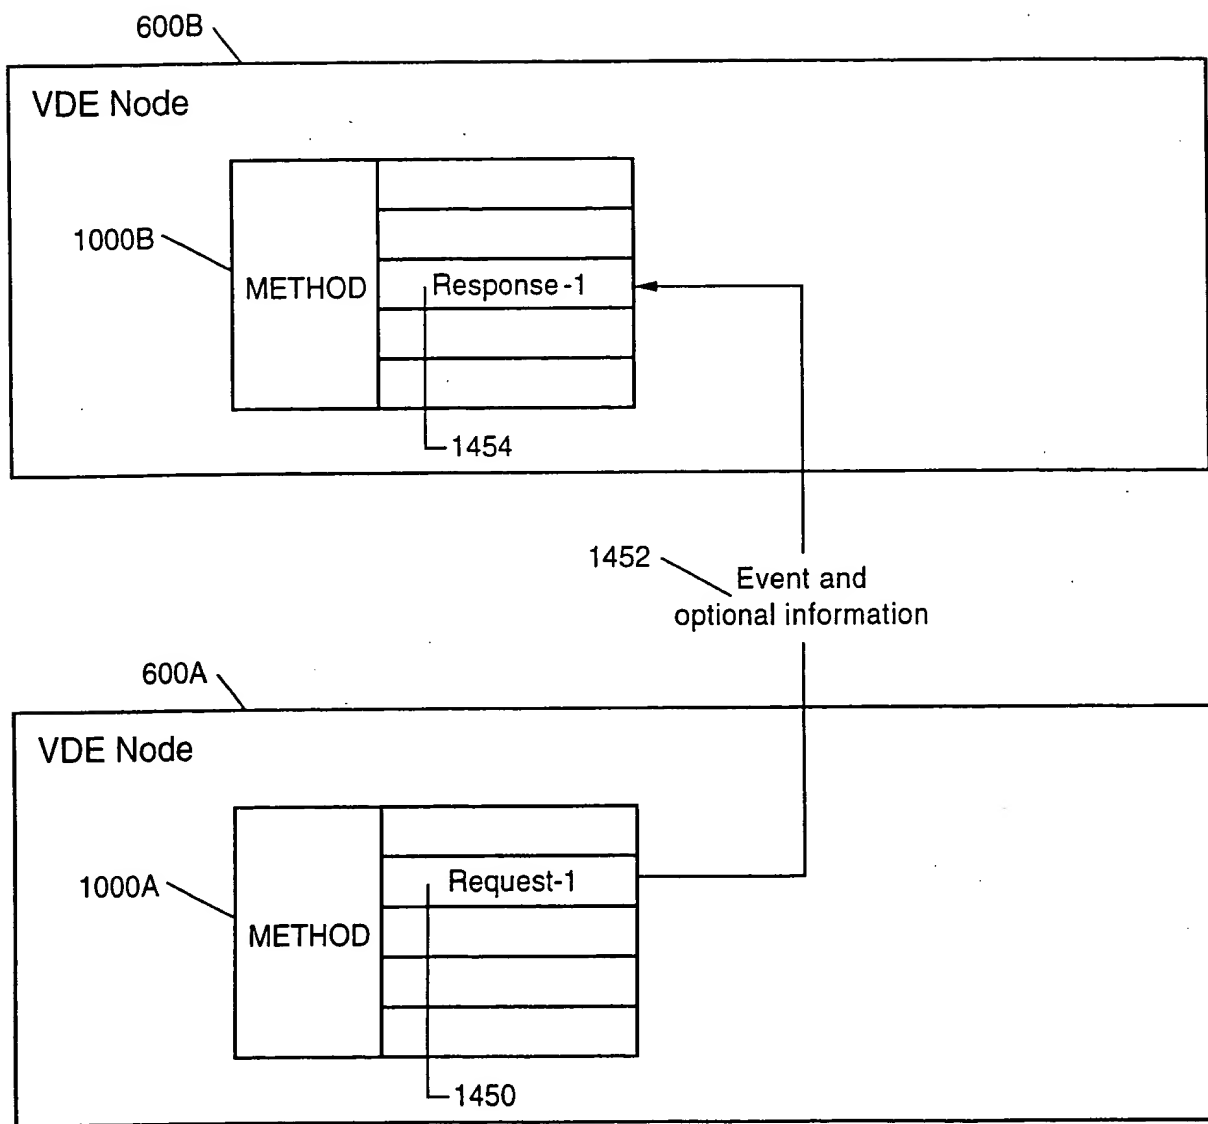 600B
VDE Node
1000B
METHOD
Response-1
1454
1452
Event and
optional information
600A
VDE Node
1000A
METHOD
Request-1
1450